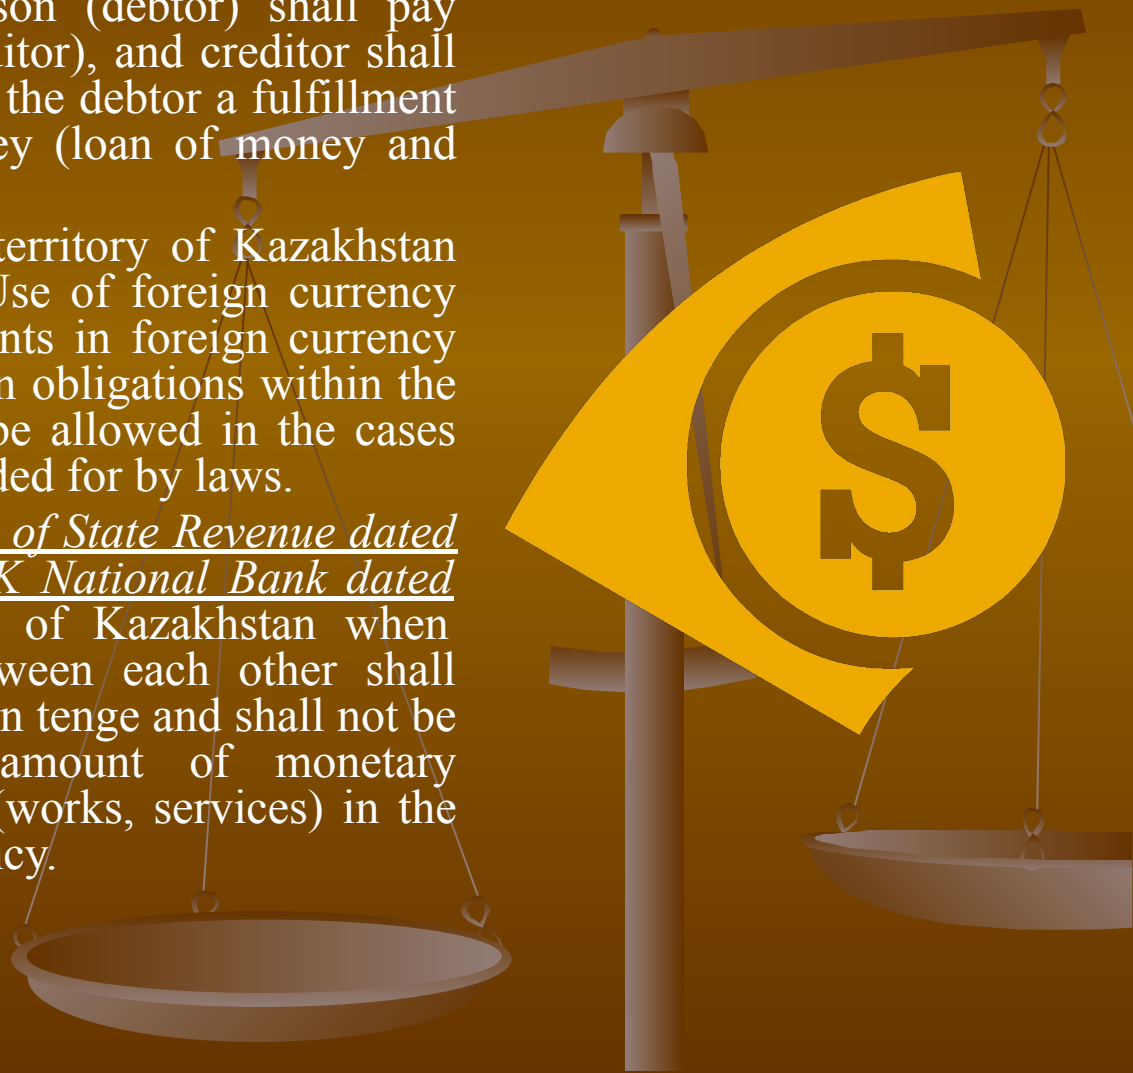 son (debtor) shall pay
ditor), and creditor shall
the debtor a fulfillment
ey (loan of money and
territory of Kazakhstan
Use of foreign currency
nts in foreign currency
n obligations within the
be allowed in the cases
ded for by laws.
of State Revenue dated
K National Bank dated
of Kazakhstan when
ween each other shall
n tenge and shall not be
amount of monetary
(works, services) in the
ncy.
$